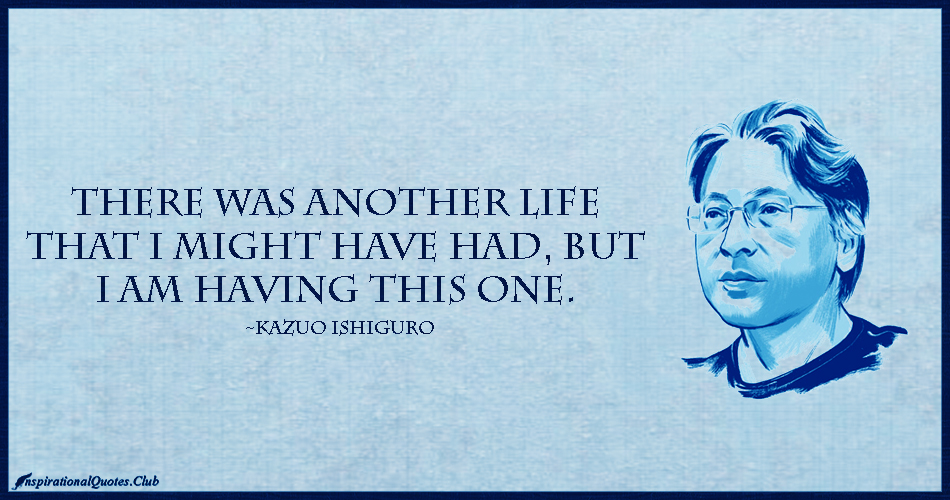 THERE WAS ANOTHER LIFE
THAT I MIGHT HAVE HAD, BUT
I AM HAVING THIS ONE.
~KAZUO ISHIGURO
InspirationalQuotes.Club